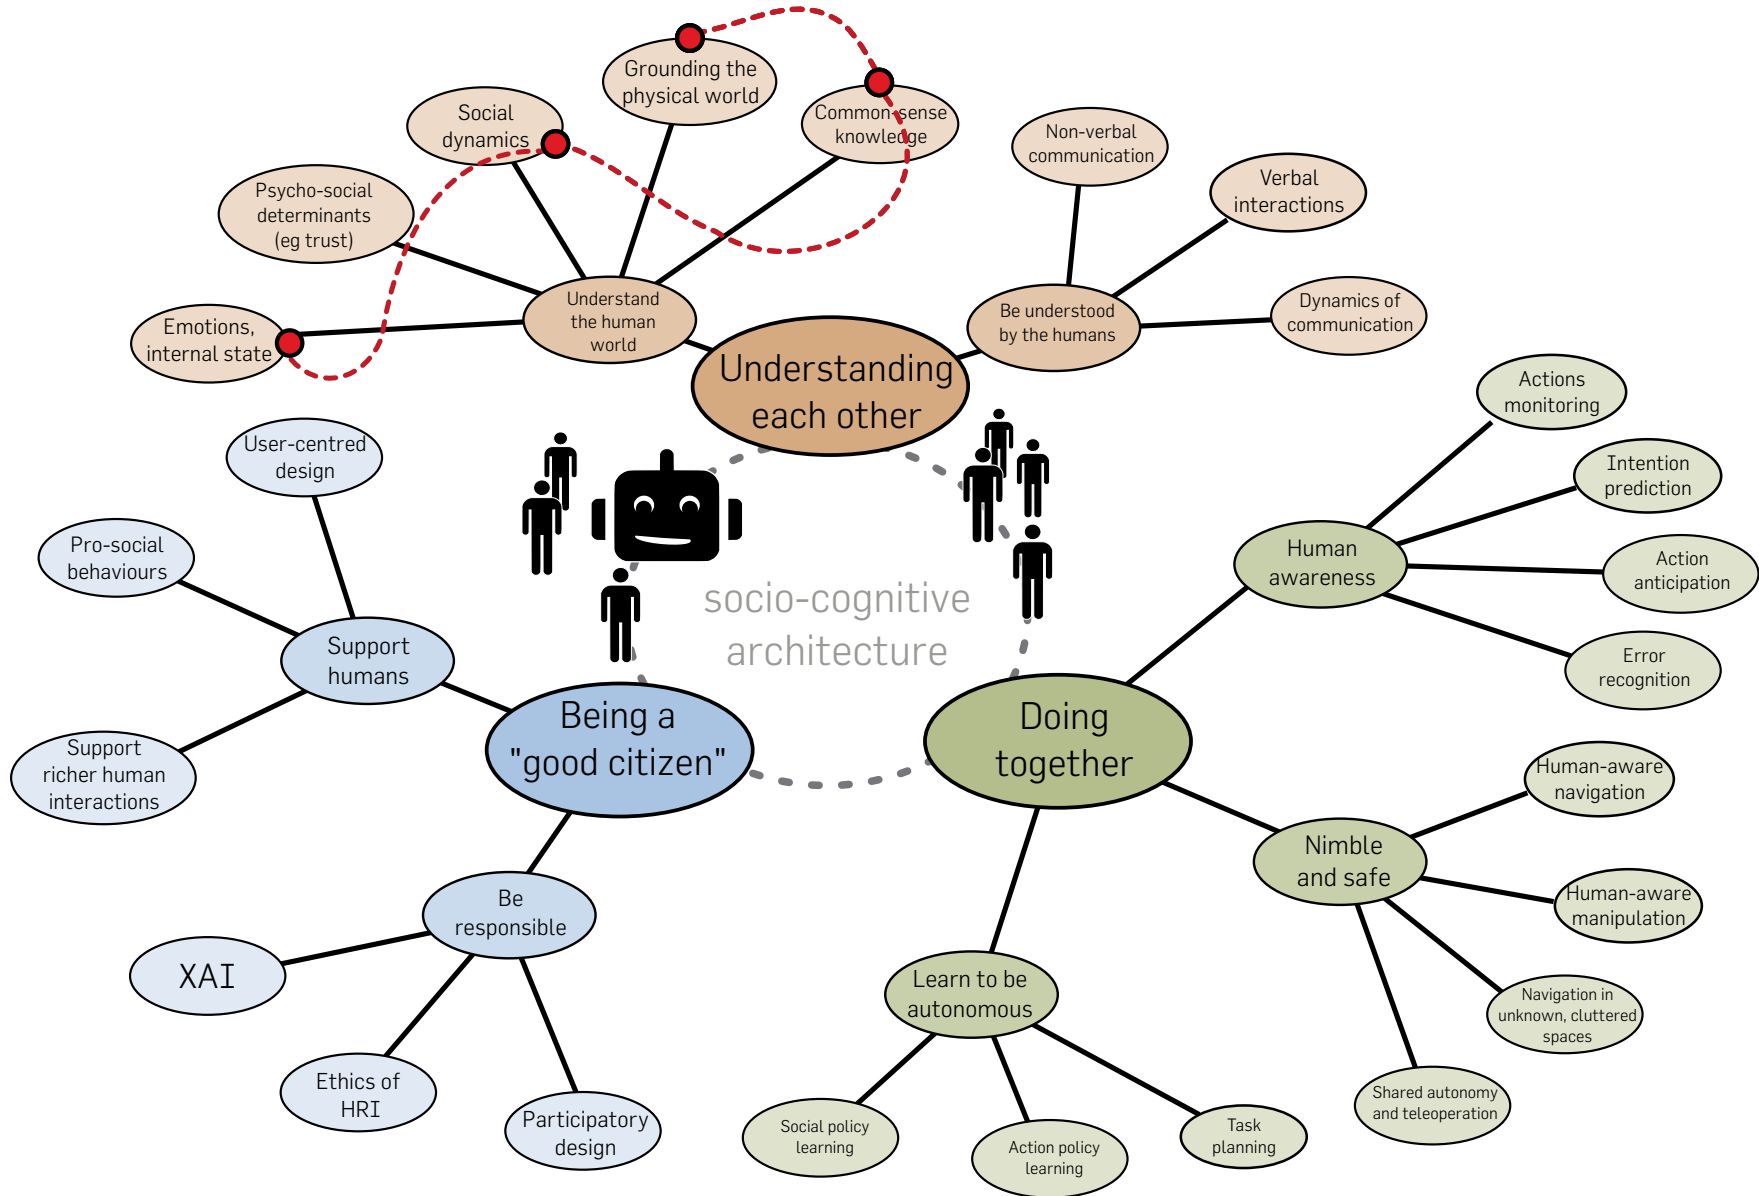 Grounding the
physical world
Social
dynamics
Common-sense
knowledge
Psycho-social
determinants
(eg trust)
Emotions,
internal state
Understand
the human
world
Non-verbal
communication
Verbal
interactions
Be understood
by the humans
Dynamics of
communication
Understanding
each other
socio-cognitive
architecture
User-centred
design
Pro-social
behaviours
Support
humans
Support
richer human
interactions
Being a
"good citizen"
Be
responsible
XAI
Ethics of
HRI
Participatory
design
Doing
together
Human
awareness
Actions
monitoring
Intention
prediction
Action
anticipation
Error
recognition
Nimble
and safe
Human-aware
navigation
Human-aware
manipulation
Navigation in
unknown, cluttered
spaces
Shared autonomy
and teleoperation
Learn to be
autonomous
Social policy
learning
Action policy
learning
Task
planning